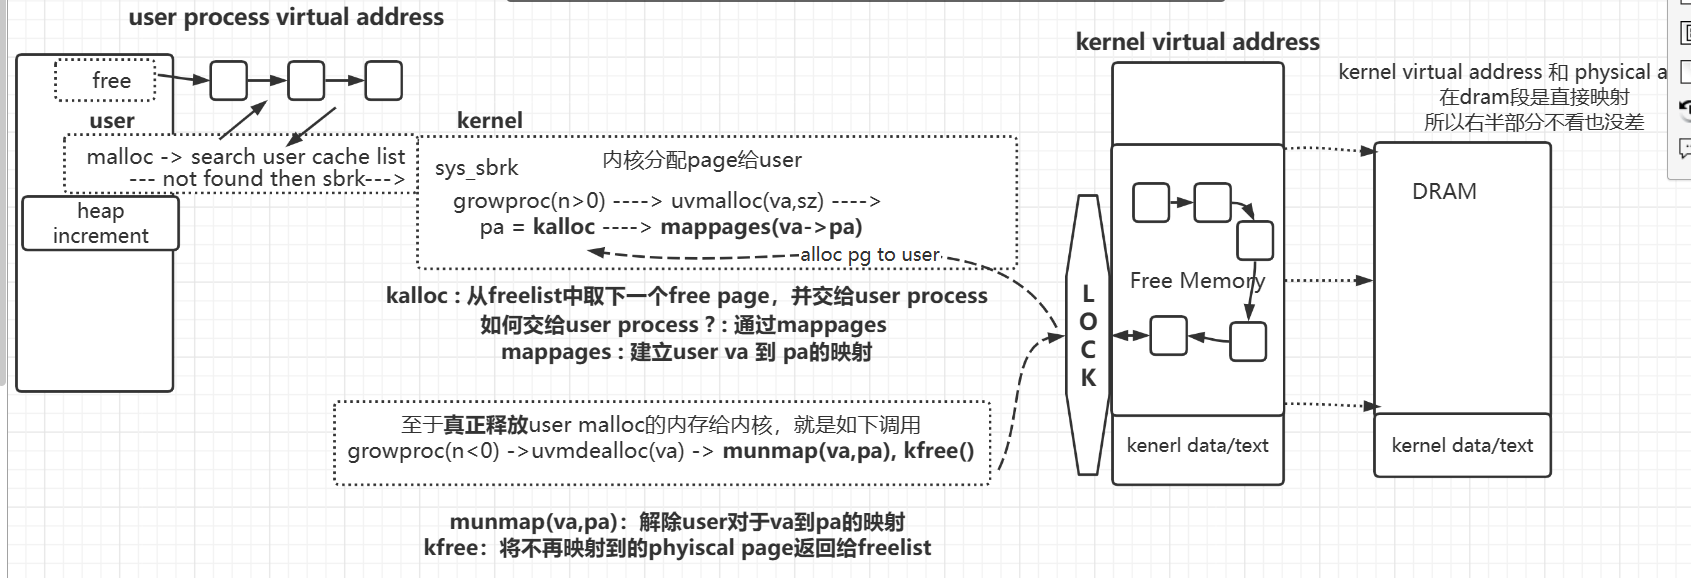 user process virtual address
free
user
malloc -> search user cache list
--- not found then sbrk--->
heap
increment
kernel
sys_sbrk
内核分配page给user
growproc(n>0) ----> uvmalloc(va,sz) ---->
pa = kalloc ----> mappages(va->pa)
alloc pg to user
kalloc : 从freelist中取下一个free page，并交给user process
如何交给user process ? : 通过mappages
mappages : 建立user va 到 pa的映射
至于真正释放user malloc的内存给内核，就是如下调用
growproc(n<0) ->uvmdealloc(va) -> munmap(va,pa), kfree()
munmap(va,pa)：解除user对于va到pa的映射
kfree：将不再映射到的phyiscal page返回给freelist
LOCK
kernel virtual address
Free Memory
kenerl data/text
kernel virtual address 和 physical a
在dram段是直接映射
所以右半部分不看也没差
DRAM
kernel data/text